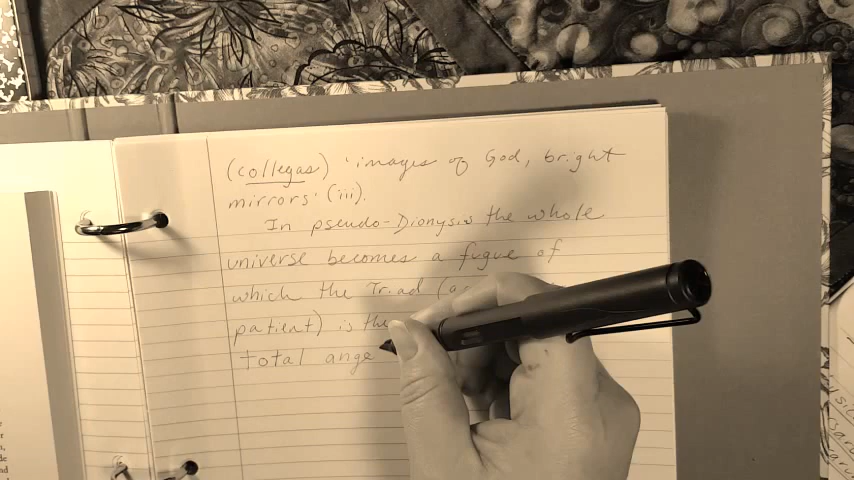 (collegas) 'images of God, bright
mirrors' (iii).
In pseudo-Dionysius the whole
universe becomes a fugue of
which the Triad (a
patient) is the
total ange